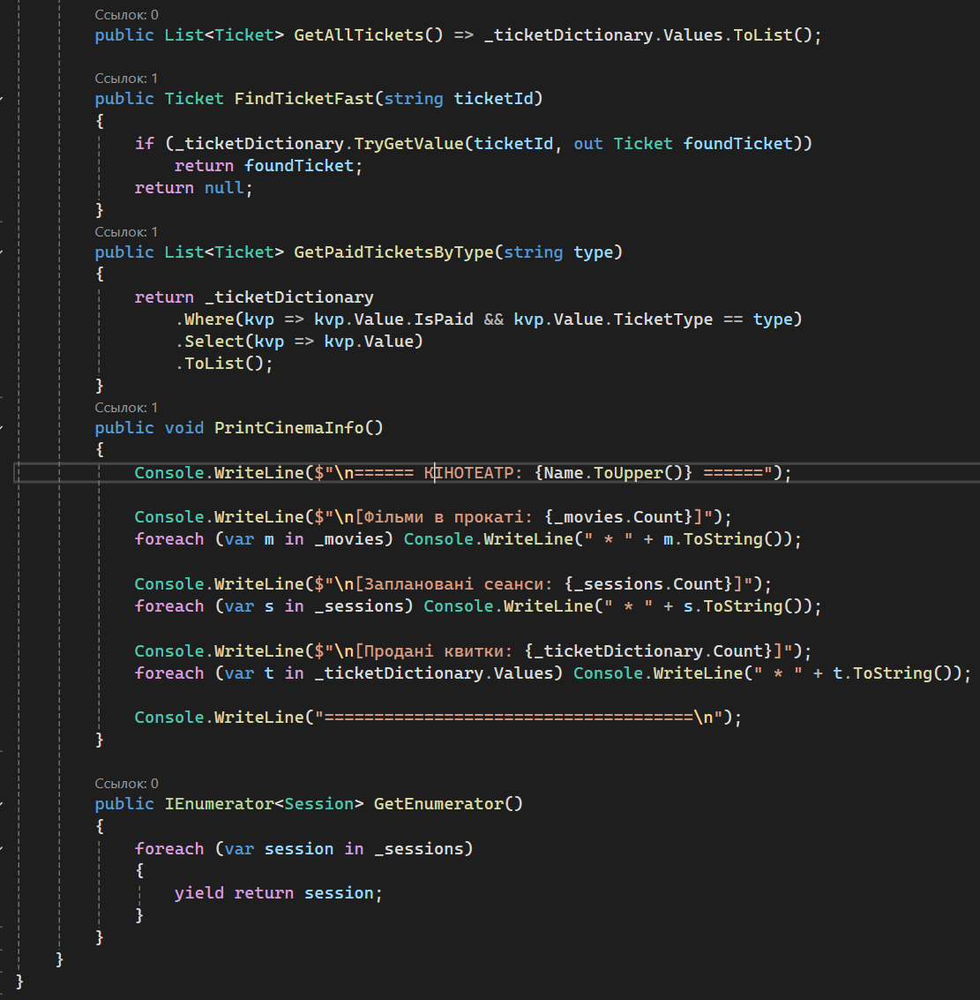 Ссылок: 0
public List<Ticket> GetAllTickets() => _ticketDictionary.Values.ToList();
Ссылок: 1
public Ticket FindTicketFast(string ticketId)
{
if (_ticketDictionary.TryGetValue(ticketId, out Ticket foundTicket))
return foundTicket;
return null;
}
Ссылок: 1
public List<Ticket> GetPaidTicketsByType(string type)
{
return _ticketDictionary
.Where(kvp => kvp.Value.IsPaid && kvp.Value.TicketType == type)
.Select(kvp => kvp.Value)
.ToList();
}
Ссылок: 1
public void PrintCinemaInfo()
{
Console.WriteLine($"\n====== КІНОТЕАТР: {Name.ToUpper()} ======");
Console.WriteLine($"\n[Фільми в прокаті: {_movies.Count}]");
foreach (var m in _movies) Console.WriteLine(" * " + m.ToString());
Console.WriteLine($"\n[Заплановані сеанси: {_sessions.Count}]");
foreach (var s in _sessions) Console.WriteLine(" * " + s.ToString());
Console.WriteLine($"\n[Продані квитки: {_ticketDictionary.Count}]");
foreach (var t in _ticketDictionary.Values) Console.WriteLine(" * " + t.ToString());
Console.WriteLine("=====================================\n");
}
Ссылок: 0
public IEnumerator<Session> GetEnumerator()
{
foreach (var session in _sessions)
{
yield return session;
}
}
}
}